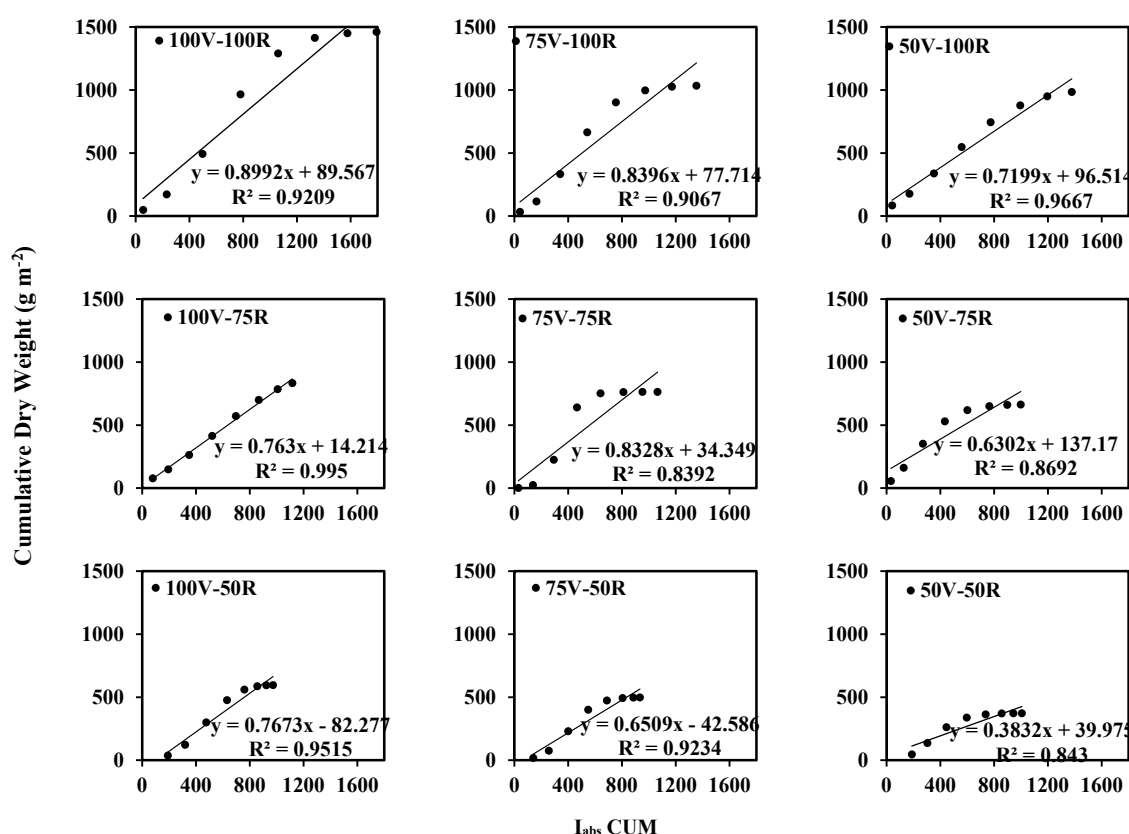 Cumulative Dry Weight (g m⁻²)
1500
1000
500
0
100V-100R
y = 0.8992x + 89.567
R² = 0.9209
0 400 800 1200 1600
1500
1000
500
0
75V-100R
y = 0.8396x + 77.714
R² = 0.9067
0 400 800 1200 1600
1500
1000
500
0
50V-100R
y = 0.7199x + 96.514
R² = 0.9667
0 400 800 1200 1600
1500
1000
500
0
100V-75R
y = 0.763x + 14.214
R² = 0.995
0 400 800 1200 1600
1500
1000
500
0
75V-75R
y = 0.8328x + 34.349
R² = 0.8392
0 400 800 1200 1600
1500
1000
500
0
50V-75R
y = 0.6302x + 137.17
R² = 0.8692
0 400 800 1200 1600
1500
1000
500
0
100V-50R
y = 0.7673x - 82.277
R² = 0.9515
0 400 800 1200 1600
1500
1000
500
0
75V-50R
y = 0.6509x - 42.586
R² = 0.9234
0 400 800 1200 1600
1500
1000
500
0
50V-50R
y = 0.3832x + 39.975
R² = 0.843
0 400 800 1200 1600
Iabs CUM